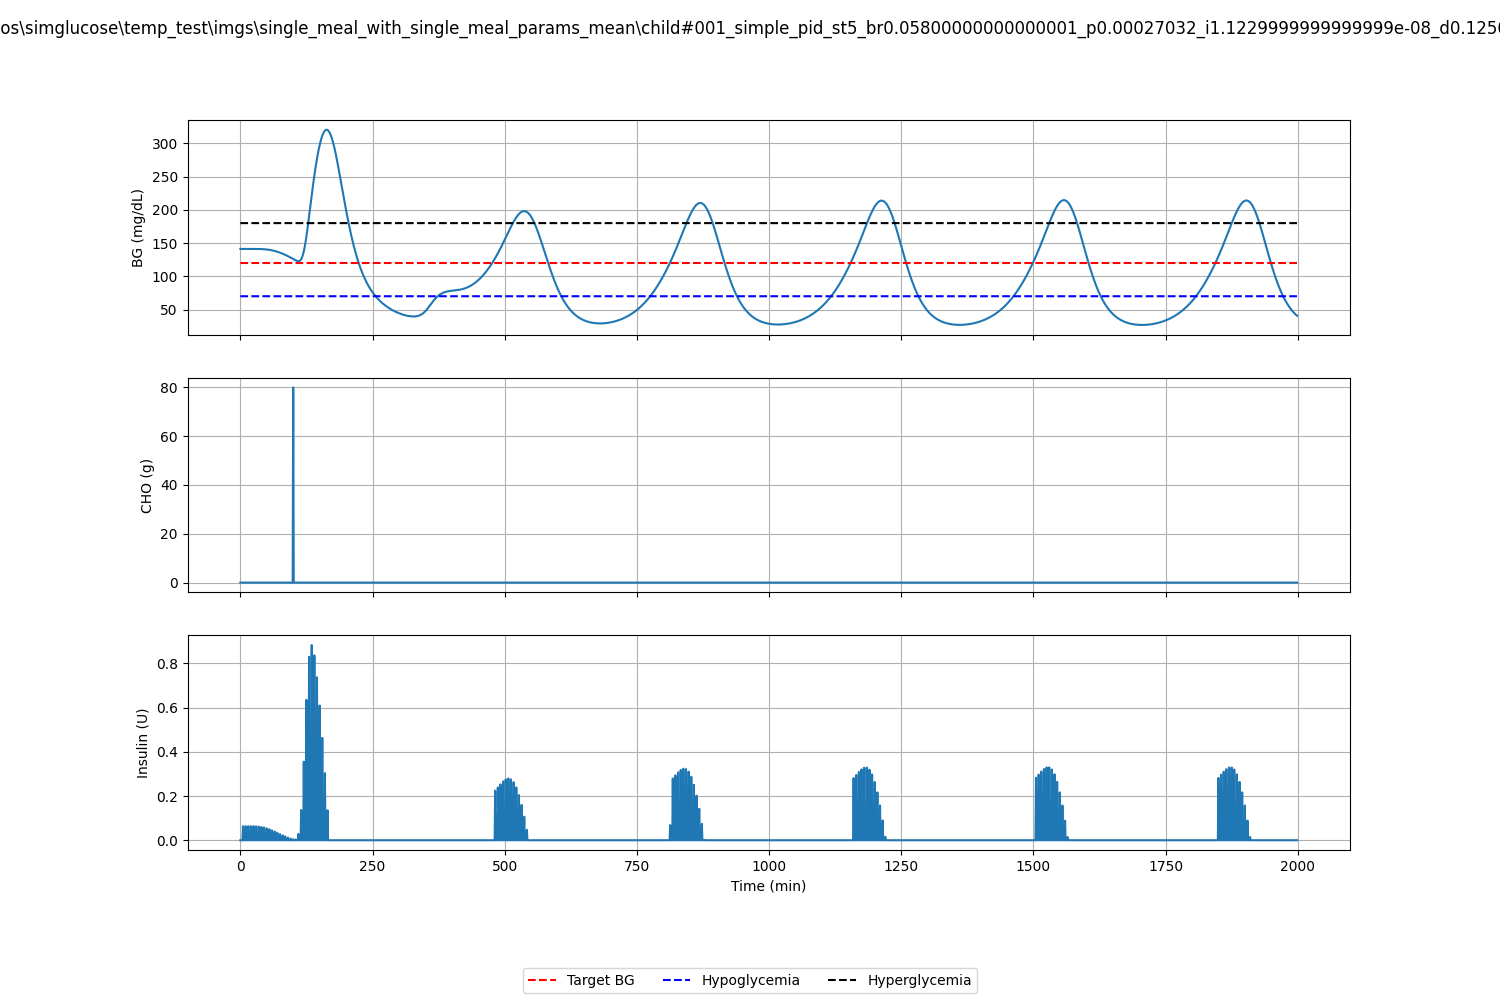 os\simglucose\temp_test\imgs\single_meal_with_single_meal_params_mean\child#001_simple_pid_st5_br0.05800000000000001_p0.00027032_i1.1229999999999999e-08_d0.125
300
250
200
150
100
50
BG (mg/dL)
80
60
40
20
0
CHO (g)
0.8
0.6
0.4
0.2
0.0
Insulin (U)
0 250 500 750 1000 1250 1500 1750 2000
Time (min)
Target BG Hypoglycemia Hyperglycemia